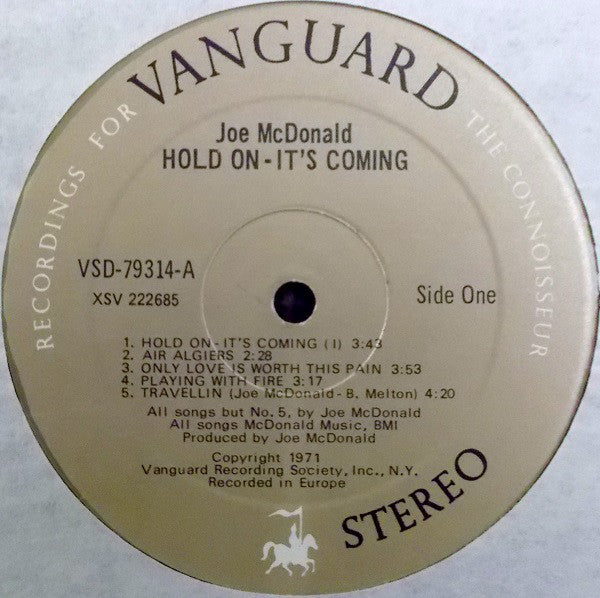 RECORDINGS FOR VANGUARD THE CONNOISSEUR
Joe McDonald
HOLD ON-IT'S COMING
VSD-79314-A
XSV 222685
Side One
1. HOLD ON-IT'S COMING (I) 3:43
2. AIR ALGIERS 2:28
3. ONLY LOVE IS WORTH THIS PAIN 3:53
4. PLAYING WITH FIRE 3:17
5. TRAVELLIN (Joe McDonald-B. Melton) 4:20
All songs but No. 5, by Joe McDonald
All songs McDonald Music, BMI
Produced by Joe McDonald
Copyright 1971
Vanguard Recording Society, Inc., N.Y.
Recorded in Europe
STEREO